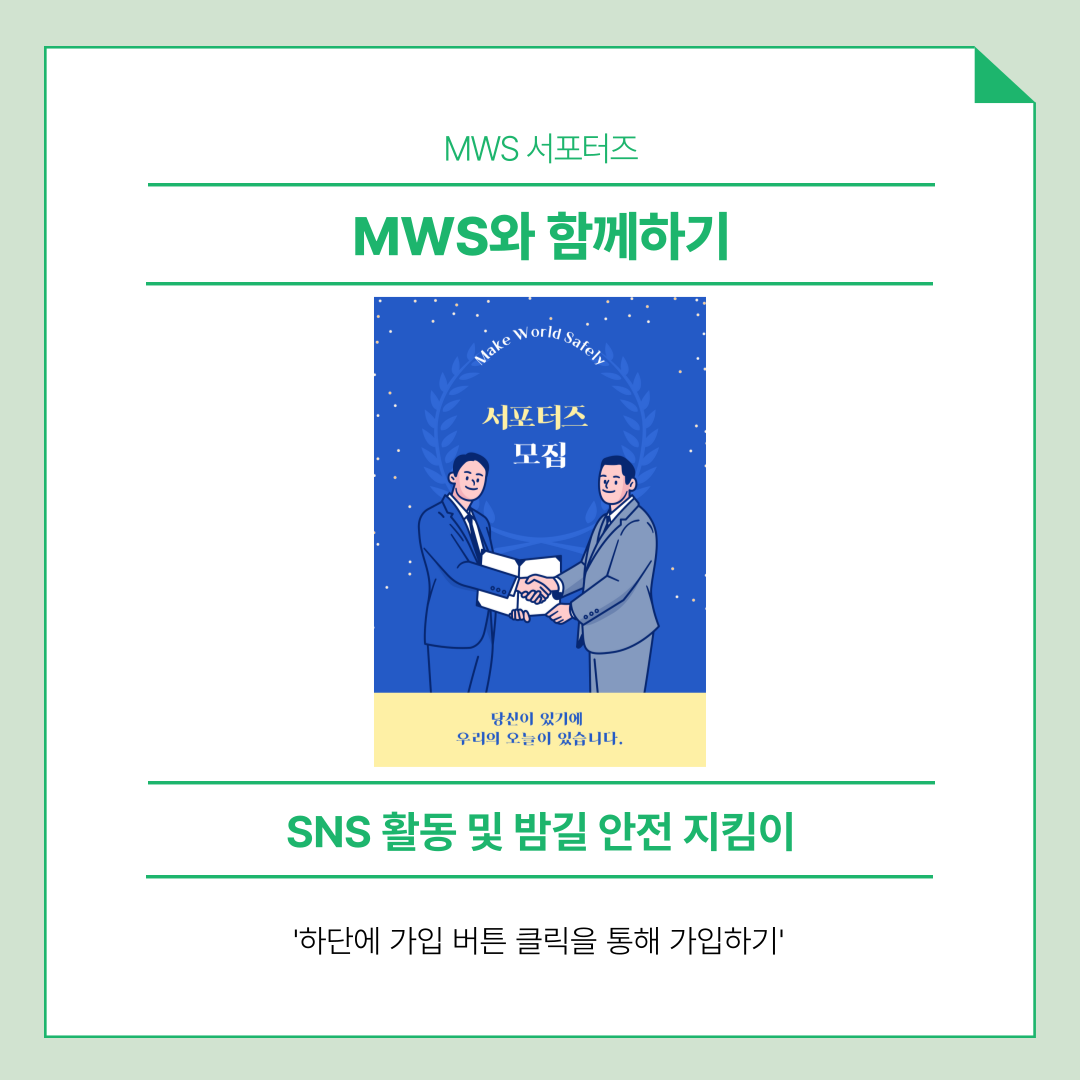 MWS 서포터즈
MWS와 함께하기
Make World Safely
서포터즈
모집
당신이 있기에
우리의 오늘이 있습니다.
SNS 활동 및 밤길 안전 지킴이
'하단에 가입 버튼 클릭을 통해 가입하기'